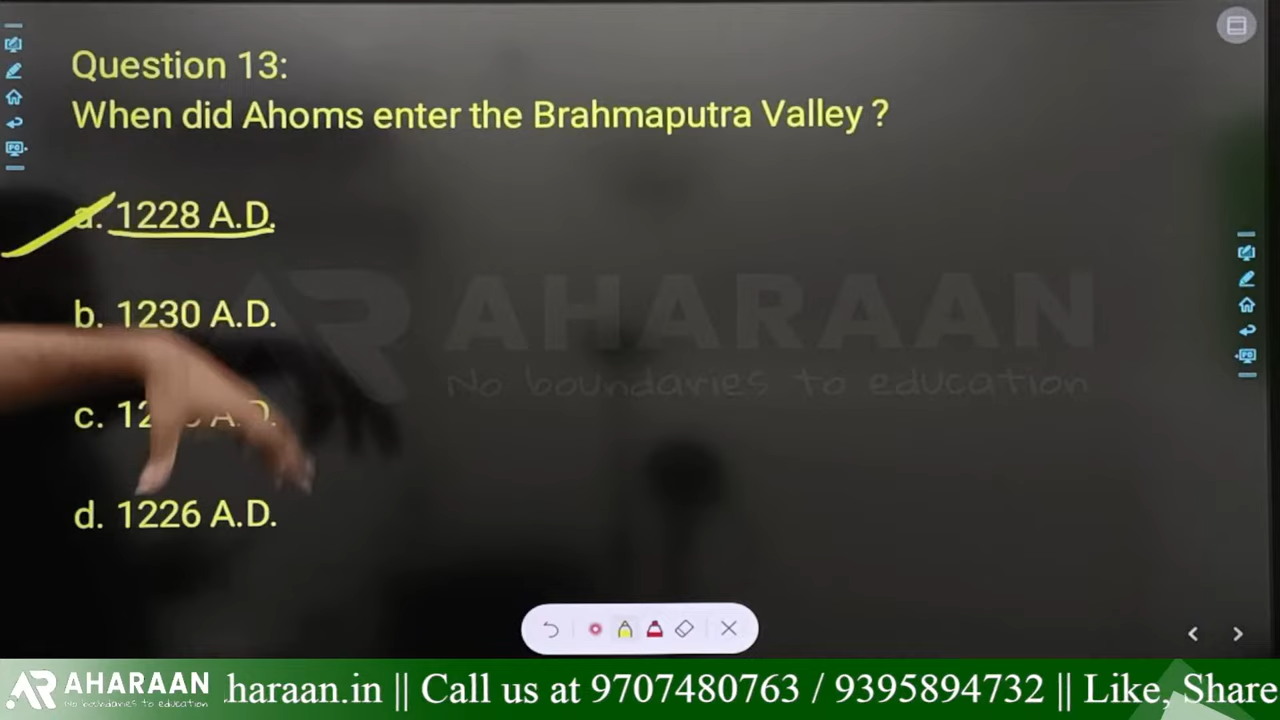 Question 13:
When did Ahoms enter the Brahmaputra Valley ?
a. 1228 A.D.
b. 1230 A.D.
AHARAAN
No boundaries to education
c. 12 A.D.
d. 1226 A.D.
AHARAAN
No boundaries to education
haraan.in || Call us at 9707480763 / 9395894732 || Like, Share